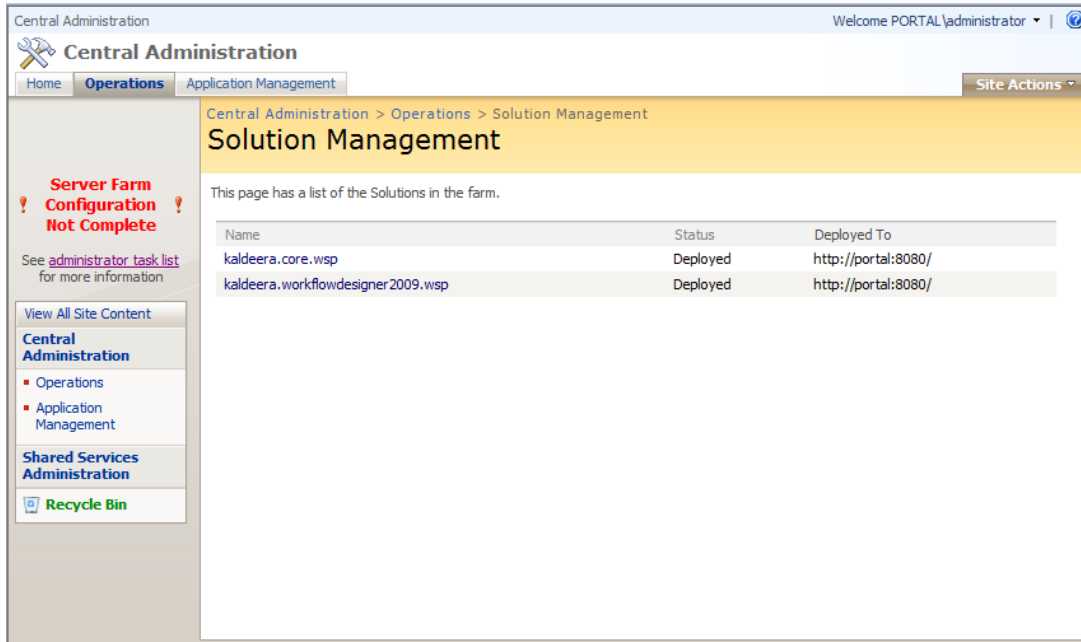 Central Administration
Welcome PORTAL\administrator |
Central Administration
Home Operations Application Management
Site Actions
Central Administration > Operations > Solution Management
Solution Management
Server Farm
Configuration
Not Complete
See administrator task list
for more information
View All Site Content
Central
Administration
Operations
Application
Management
Shared Services
Administration
Recycle Bin
This page has a list of the Solutions in the farm.
Name Status Deployed To
kaldeera.core.wsp Deployed http://portal:8080/
kaldeera.workflowdesigner2009.wsp Deployed http://portal:8080/